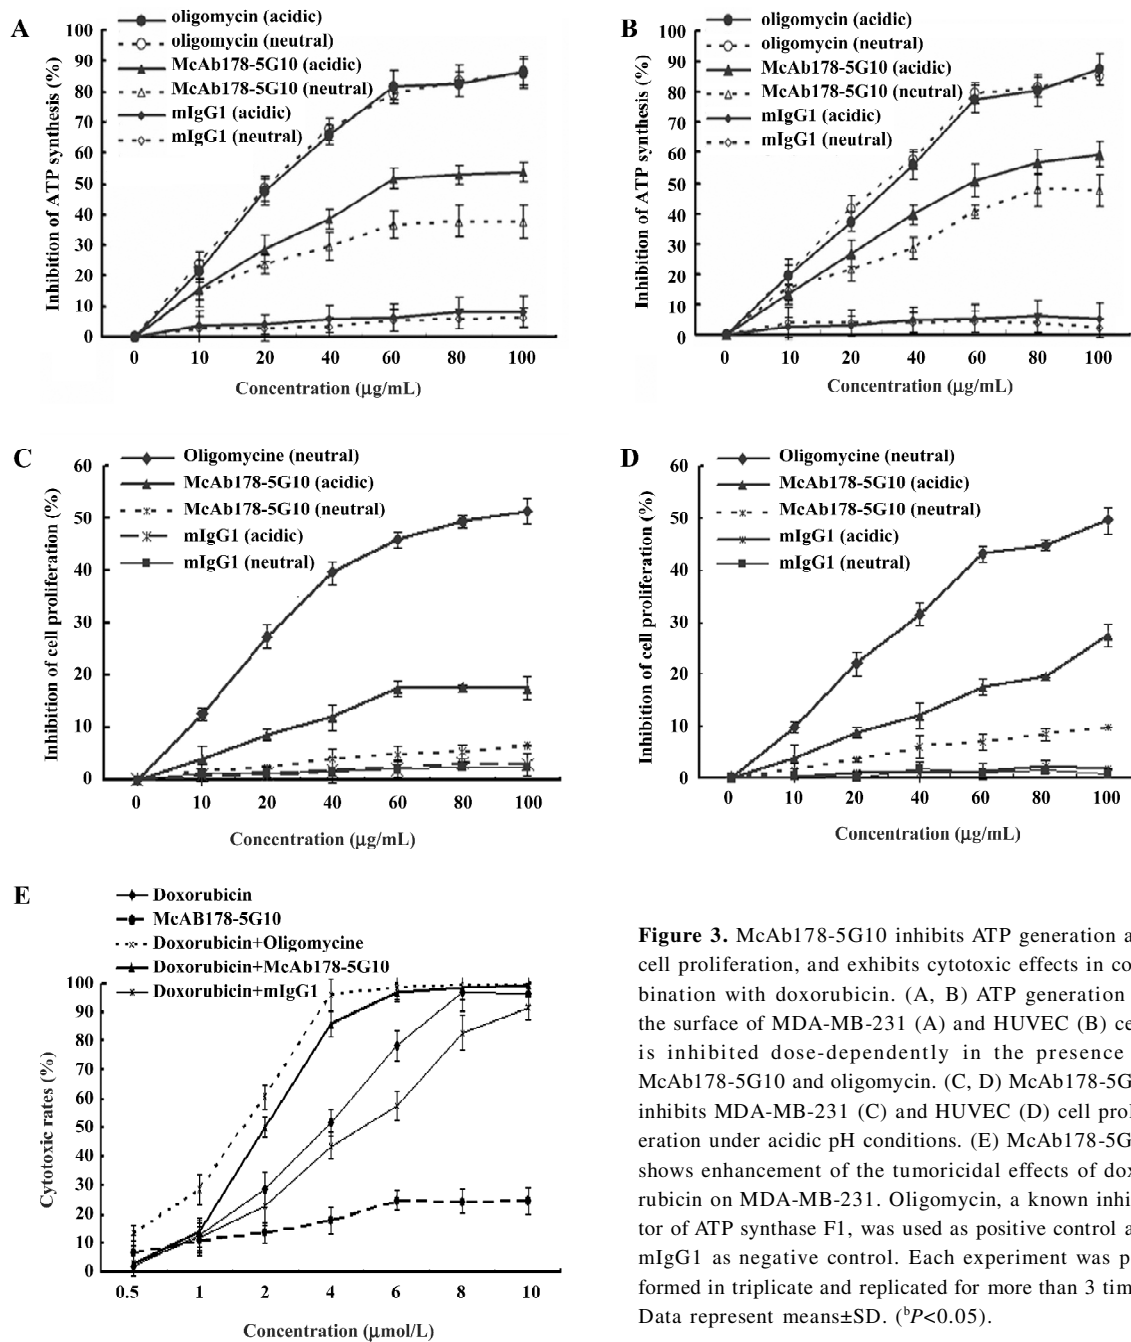 A
oligomycin (acidic)
oligomycin (neutral)
McAb178-5G10 (acidic)
McAb178-5G10 (neutral)
mIgG1 (acidic)
mIgG1 (neutral)
Inhibition of ATP synthesis (%)
100
90
80
70
60
50
40
30
20
10
0
0 10 20 40 60 80 100
Concentration (μg/mL)
B
oligomycin (acidic)
oligomycin (neutral)
McAb178-5G10 (acidic)
McAb178-5G10 (neutral)
mIgG1 (acidic)
mIgG1 (neutral)
Inhibition of ATP synthesis (%)
100
90
80
70
60
50
40
30
20
10
0
0 10 20 40 60 80 100
Concentration (μg/mL)
C
Oligomycine (neutral)
McAb178-5G10 (acidic)
McAb178-5G10 (neutral)
mIgG1 (acidic)
mIgG1 (neutral)
Inhibition of cell proliferation (%)
60
50
40
30
20
10
0
0 10 20 40 60 80 100
Concentration (μg/mL)
D
Oligomycine (neutral)
McAb178-5G10 (acidic)
McAb178-5G10 (neutral)
mIgG1 (acidic)
mIgG1 (neutral)
Inhibition of cell proliferation (%)
60
50
40
30
20
10
0
0 10 20 40 60 80 100
Concentration (μg/mL)
E
Doxorubicin
McAB178-5G10
Doxorubicin+Oligomycine
Doxorubicin+McAb178-5G10
Doxorubicin+mIgG1
Cytotoxic rates (%)
100
90
80
70
60
50
40
30
20
10
0
0.5 1 2 4 6 8 10
Concentration (μmol/L)
Figure 3. McAb178-5G10 inhibits ATP generation a
cell proliferation, and exhibits cytotoxic effects in co
bination with doxorubicin. (A, B) ATP generation
the surface of MDA-MB-231 (A) and HUVEC (B) ce
is inhibited dose-dependently in the presence
McAb178-5G10 and oligomycin. (C, D) McAb178-5G
inhibits MDA-MB-231 (C) and HUVEC (D) cell prol
eration under acidic pH conditions. (E) McAb178-5G
shows enhancement of the tumoricidal effects of dox
rubicin on MDA-MB-231. Oligomycin, a known inhi
tor of ATP synthase F1, was used as positive control a
mIgG1 as negative control. Each experiment was p
formed in triplicate and replicated for more than 3 tim
Data represent means±SD. (ᵇP<0.05).